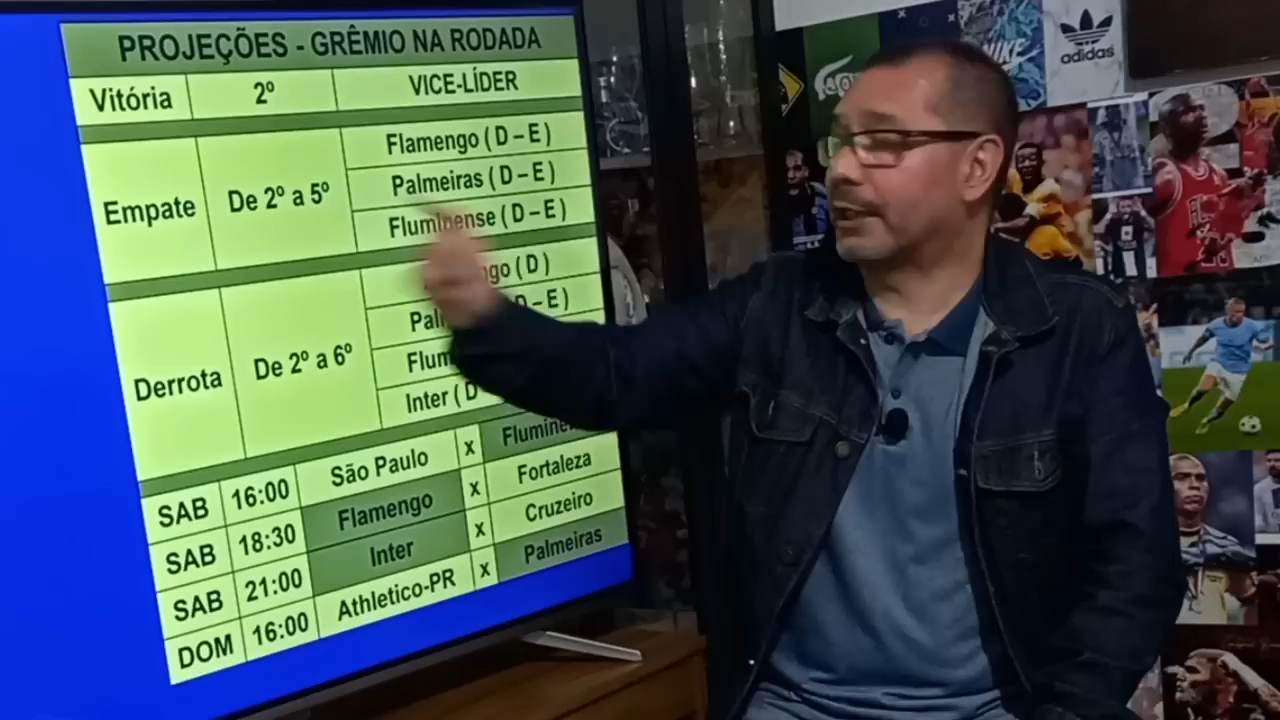 PROJEÇÕES - GRÊMIO NA RODADA
Vitória 2º VICE-LÍDER
Empate De 2º a 5º
Flamengo ( D – E )
Palmeiras ( D – E )
Fluminense ( D – E )
Derrota De 2º a 6º
( D )
D – E )
Inter ( D
SAB 16:00 São Paulo x
SAB 18:30 Flamengo x Fortaleza
SAB 21:00 Inter x Cruzeiro
DOM 16:00 Athletico-PR x Palmeiras
NIKE
adidas